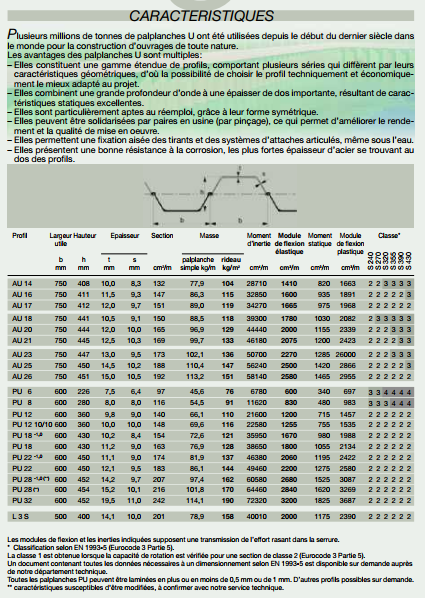 CARACTERISTIQUES
Plusieurs millions de tonnes de palplanches U ont été utilisées depuis le début du dernier siècle dans
le monde pour la construction d'ouvrages de toute nature.
Les avantages des palplanches U sont multiples:
– Elles constituent une gamme étendue de profils, comportant plusieurs séries qui diffèrent par leurs
caractéristiques géométriques, d'où la possibilité de choisir le profil techniquement et économique-
ment le mieux adapté au projet.
– Elles combinent une grande profondeur d'onde à une épaisseur de dos importante, résultant de carac-
téristiques statiques excellentes.
– Elles sont particulièrement aptes au réemploi, grâce à leur forme symétrique.
– Elles peuvent être solidarisées par paires en usine (par pinçage), ce qui permet d'améliorer le rende-
ment et la qualité de mise en oeuvre.
– Elles permettent une fixation aisée des tirants et des systèmes d'attaches articulés, même sous l'eau.
– Elles présentent une bonne résistance à la corrosion, les plus fortes épaisseur d'acier se trouvant au
dos des profils.
b b
Profil Largeur Hauteur Epaisseur Section Masse Moment Module Moment Module Classe*
utile d'inertie de flexion statique de flexion
élastique plastique
b h t s palplanche rideau S 240 S 270 S 320 S 355 S 390 S 430
mm mm mm mm cm²/m simple kg/m kg/m² cm⁴/m cm³/m cm³/m cm³/m
AU 14 750 408 10,0 8,3 132 77,9 104 28710 1410 820 1663 2 2 3 3 3 3
AU 16 750 411 11,5 9,3 147 86,3 115 32850 1600 935 1891 2 2 2 2 2 3
AU 17 750 412 12,0 9,7 151 89,0 119 34270 1665 975 1968 2 2 2 2 2 2
AU 18 750 441 10,5 9,1 150 88,5 118 39300 1780 1030 2082 2 3 3 3 3 3
AU 20 750 444 12,0 10,0 165 96,9 129 44440 2000 1155 2339 2 2 2 3 3 3
AU 21 750 445 12,5 10,3 169 99,7 133 46180 2075 1200 2423 2 2 2 2 3 3
AU 23 750 447 13,0 9,5 173 102,1 136 50700 2270 1285 26000 2 2 2 3 3 3
AU 25 750 450 14,5 10,2 188 110,4 147 56240 2500 1420 2866 2 2 2 2 2 3
AU 26 750 451 15,0 10,5 192 113,2 151 58140 2580 1465 2955 2 2 2 2 2 2
PU 6 600 226 7,5 6,4 97 45,6 76 6780 600 340 697 3 3 4 4 4 4
PU 8 600 280 8,0 8,0 116 54,5 91 11620 830 480 983 3 3 4 4 4 4
PU 12 600 360 9,8 9,0 140 66,1 110 21600 1200 715 1457 2 2 2 2 2 2
PU 12 10/10 600 360 10,0 10,0 148 69,6 116 22580 1255 755 1535 2 2 2 2 2 2
PU 18 -1,0 600 430 10,2 8,4 154 72,6 121 35950 1670 980 1988 2 2 2 2 2 2
PU 18 600 430 11,2 9,0 163 76,9 128 38650 1800 1055 2134 2 2 2 2 2 2
PU 22 -1,0 600 450 11,1 9,0 174 81,9 137 46380 2060 1195 2422 2 2 2 2 2 2
PU 22 600 450 12,1 9,5 183 86,1 144 49460 2200 1275 2580 2 2 2 2 2 2
PU 28 -1,0 (**) 600 452 14,2 9,7 207 97,4 162 60580 2680 1525 3087 2 2 2 2 2 2
PU 28 (**) 600 454 15,2 10,1 216 101,8 170 64460 2840 1620 3269 2 2 2 2 2 2
PU 32 600 452 19,5 11,0 242 114,1 190 72320 3200 1825 3687 2 2 2 2 2 2
L 3 S 500 400 14,1 10,0 201 78,9 158 40010 2000 1175 2390 2 2 2 2 2 2
Les modules de flexion et les inerties indiquées supposent une transmission de l'effort rasant dans la serrure.
* Classification selon EN 1993•5 (Eurocode 3 Partie 5).
La classe 1 est obtenue lorsque la capacité de rotation est vérifiée pour une section de classe 2 (Eurocode 3 Partie 5).
Un document contenant toutes les données nécessaires à un dimensionnement selon EN 1993•5 est disponible sur demande auprès
de notre département technique.
Toutes les palplanches PU peuvent être laminées en plus ou en moins de 0,5 mm ou de 1 mm. D'autres profils possibles sur demande.
** caractéristiques susceptibles d'être modifiées, à confirmer avec notre service technique.